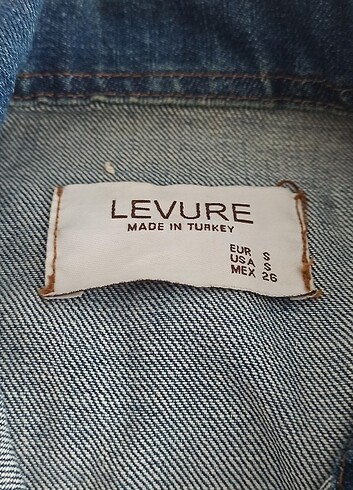 LEVURE
MADE IN TURKEY
EUR S
USA S
MEX 26